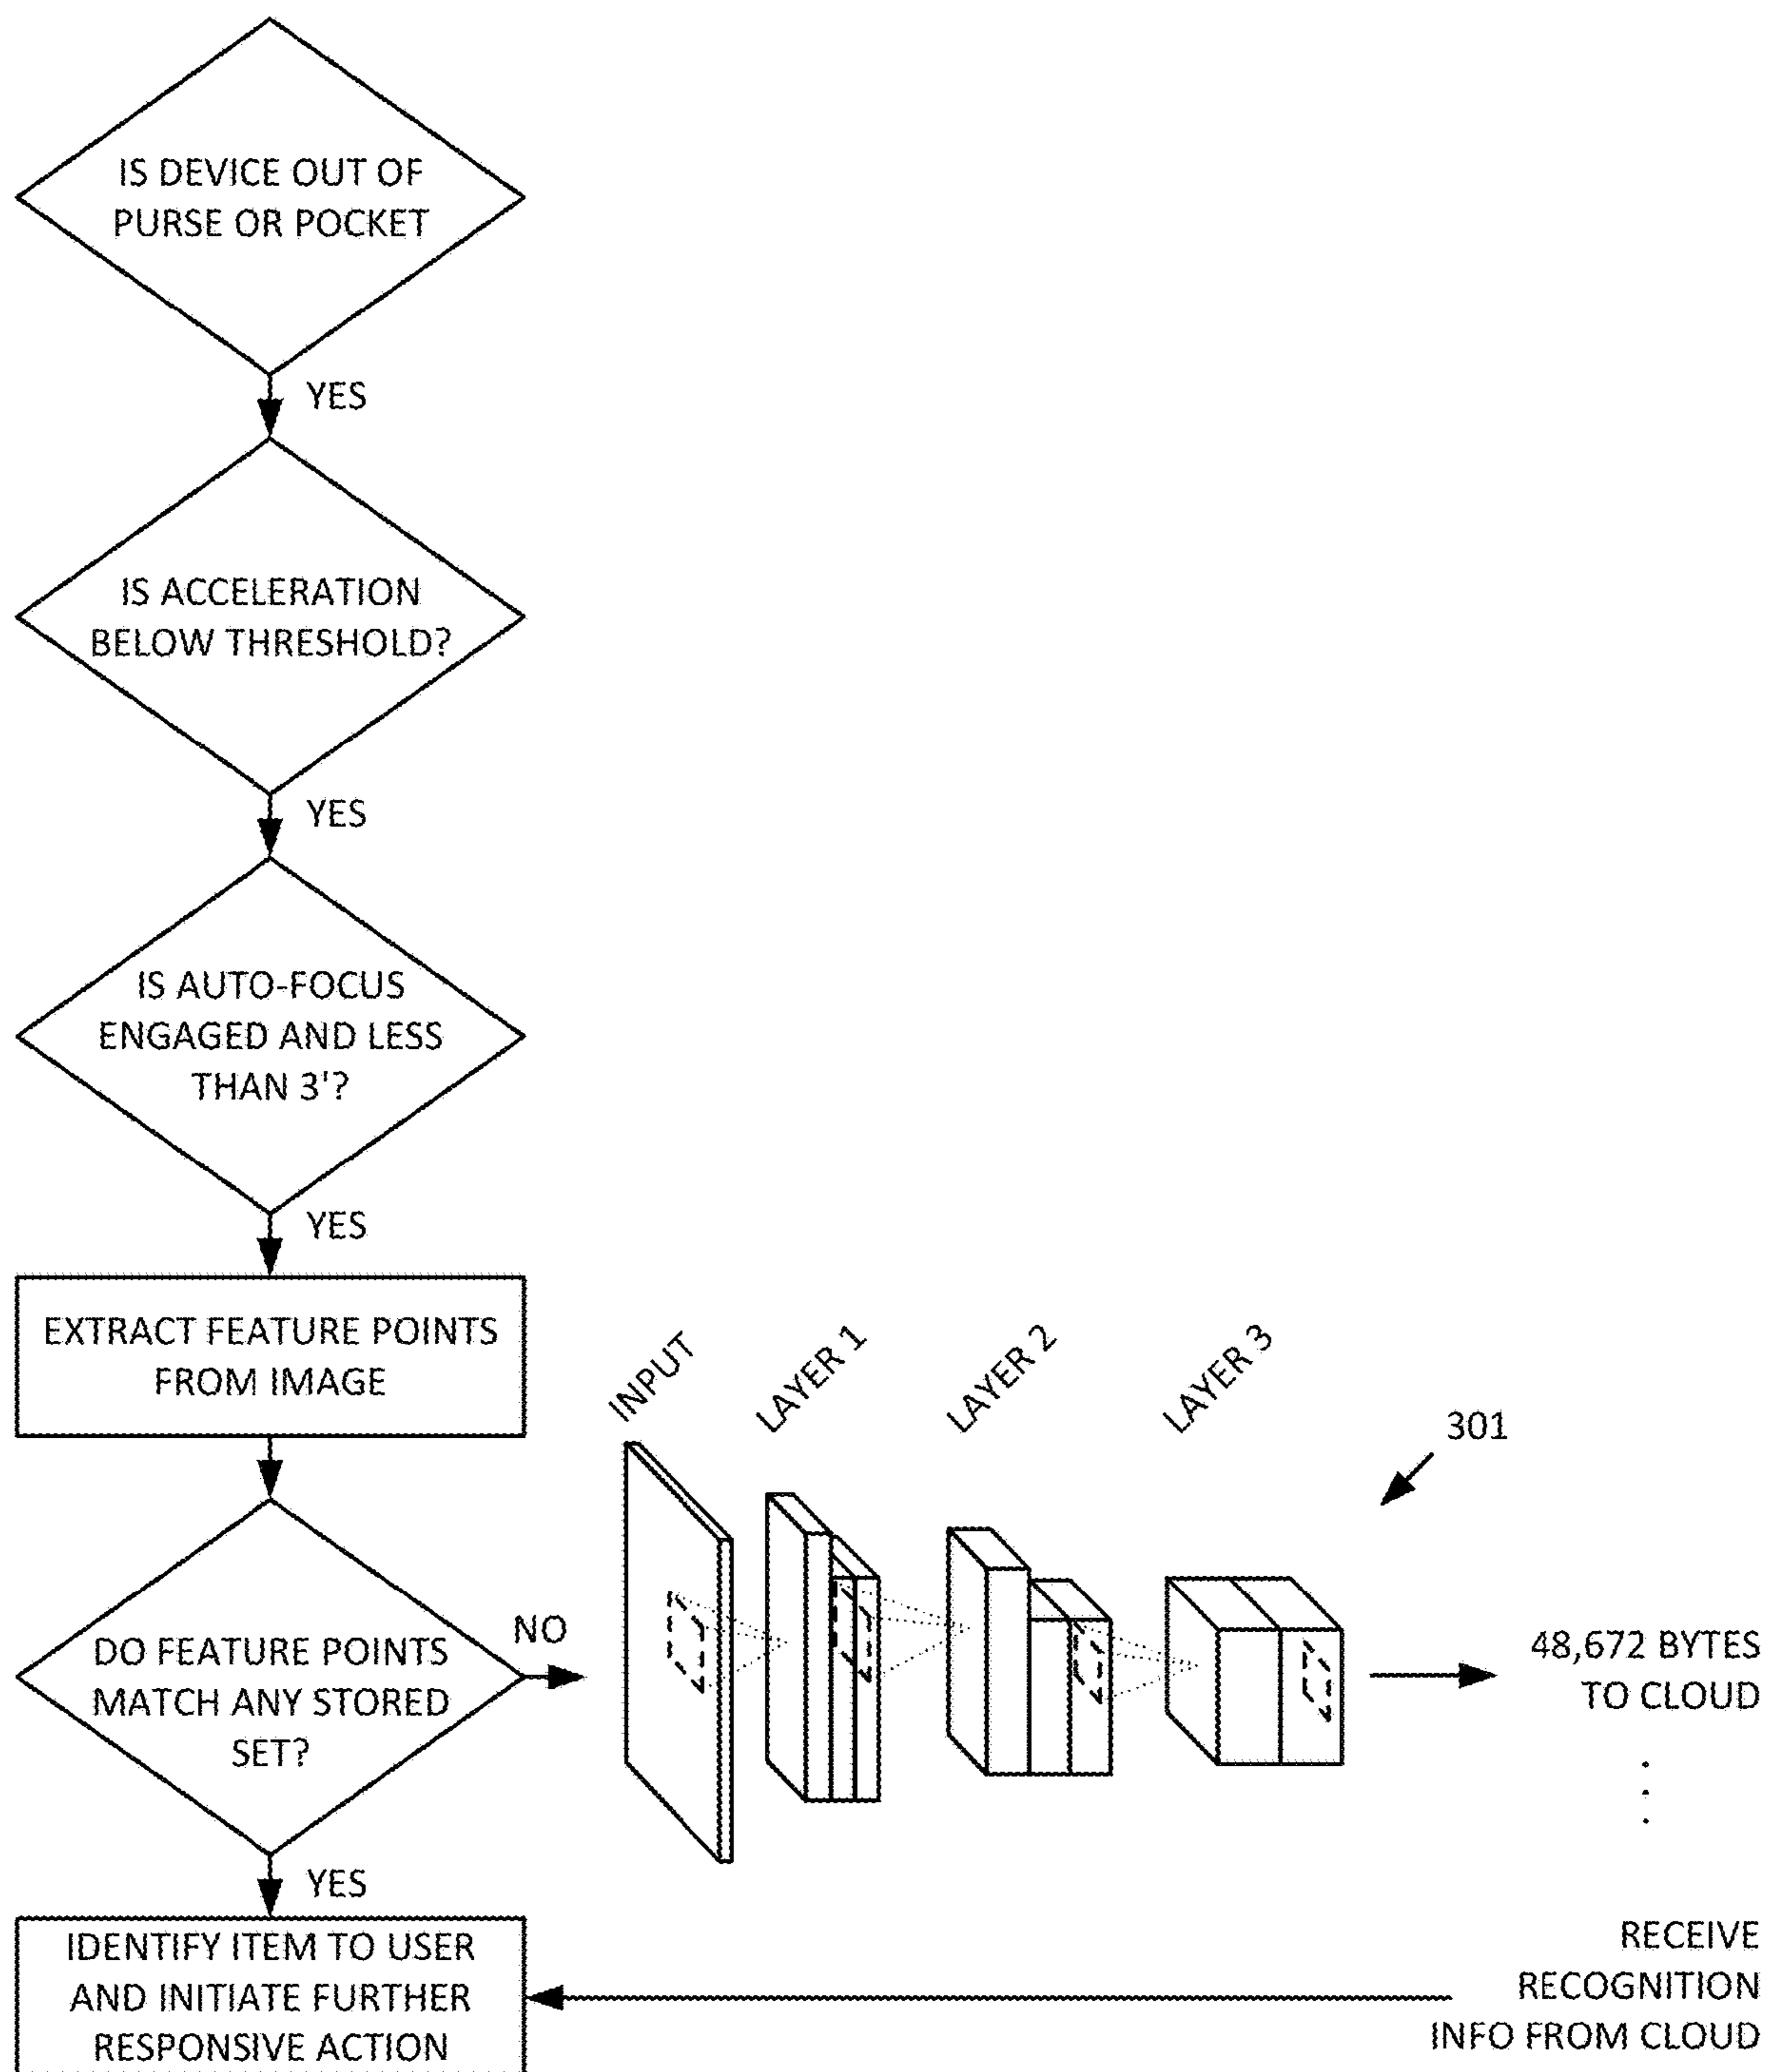 IS DEVICE OUT OF
PURSE OR POCKET
YES
IS ACCELERATION
BELOW THRESHOLD?
YES
IS AUTO-FOCUS
ENGAGED AND LESS
THAN 3'?
YES
EXTRACT FEATURE POINTS
FROM IMAGE
INPUT
LAYER 1
LAYER 2
LAYER 3
301
DO FEATURE POINTS
MATCH ANY STORED
SET?
NO
48,672 BYTES
TO CLOUD
YES
IDENTIFY ITEM TO USER
AND INITIATE FURTHER
RESPONSIVE ACTION
RECEIVE
RECOGNITION
INFO FROM CLOUD